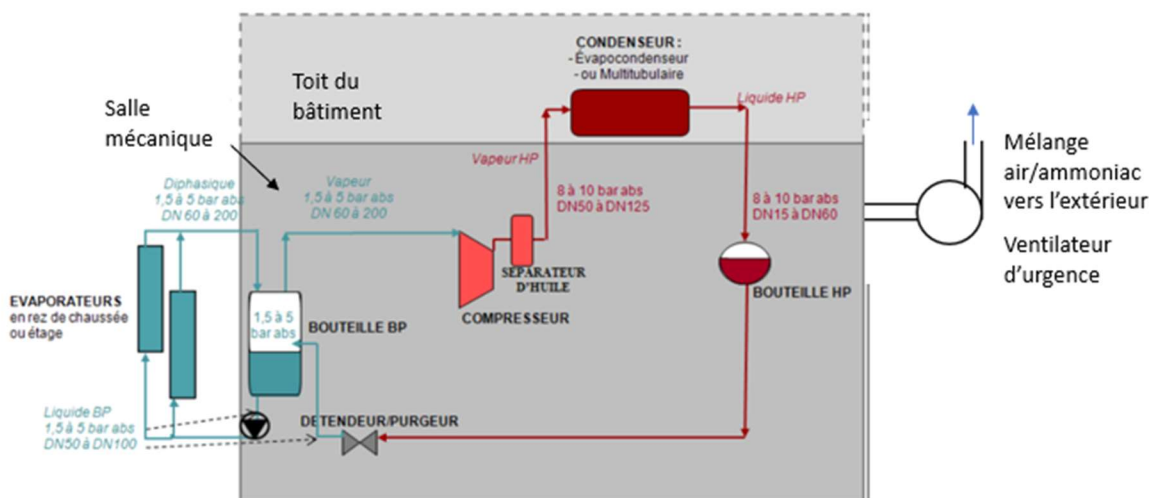 CONDENSEUR :
- Évapocondenseur
- ou Multitubulaire
Toit du
bâtiment
Liquide HP
Salle
mécanique
Vapeur HP
Mélange
air/ammoniac
vers l'extérieur
Ventilateur
d'urgence
Diphasique
1,5 à 5 bar abs
DN 60 à 200
Vapeur
1,5 à 5 bar abs
DN 60 à 200
8 à 10 bar abs
DN50 à DN125
8 à 10 bar abs
DN15 à DN60
SÉPARATEUR
D'HUILE
BOUTEILLE HP
EVAPORATEURS
en rez de chaussée
ou étage
1,5 à 5
bar abs
BOUTEILLE BP
COMPRESSEUR
Liquide BP
1,5 à 5 bar abs
DN50 à DN100
DETENDEUR/PURGEUR